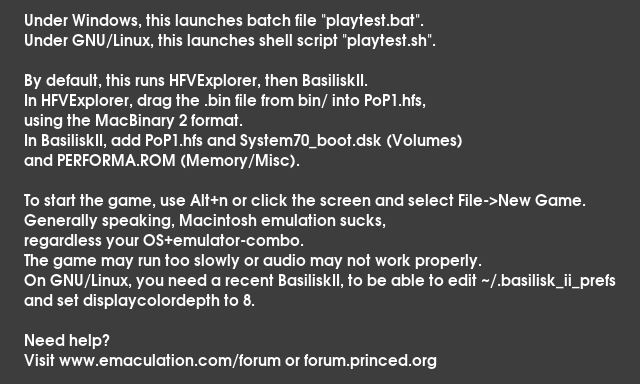 Under Windows, this launches batch file "playtest.bat".
Under GNU/Linux, this launches shell script "playtest.sh".
By default, this runs HFVExplorer, then BasiliskII.
In HFVExplorer, drag the .bin file from bin/ into PoP1.hfs,
using the MacBinary 2 format.
In BasiliskII, add PoP1.hfs and System70_boot.dsk (Volumes)
and PERFORMA.ROM (Memory/Misc).
To start the game, use Alt+n or click the screen and select File->New Game.
Generally speaking, Macintosh emulation sucks,
regardless your OS+emulator-combo.
The game may run too slowly or audio may not work properly.
On GNU/Linux, you need a recent BasiliskII, to be able to edit ~/.basilisk_ii_prefs
and set displaycolordepth to 8.
Need help?
Visit www.emaculation.com/forum or forum.princed.org